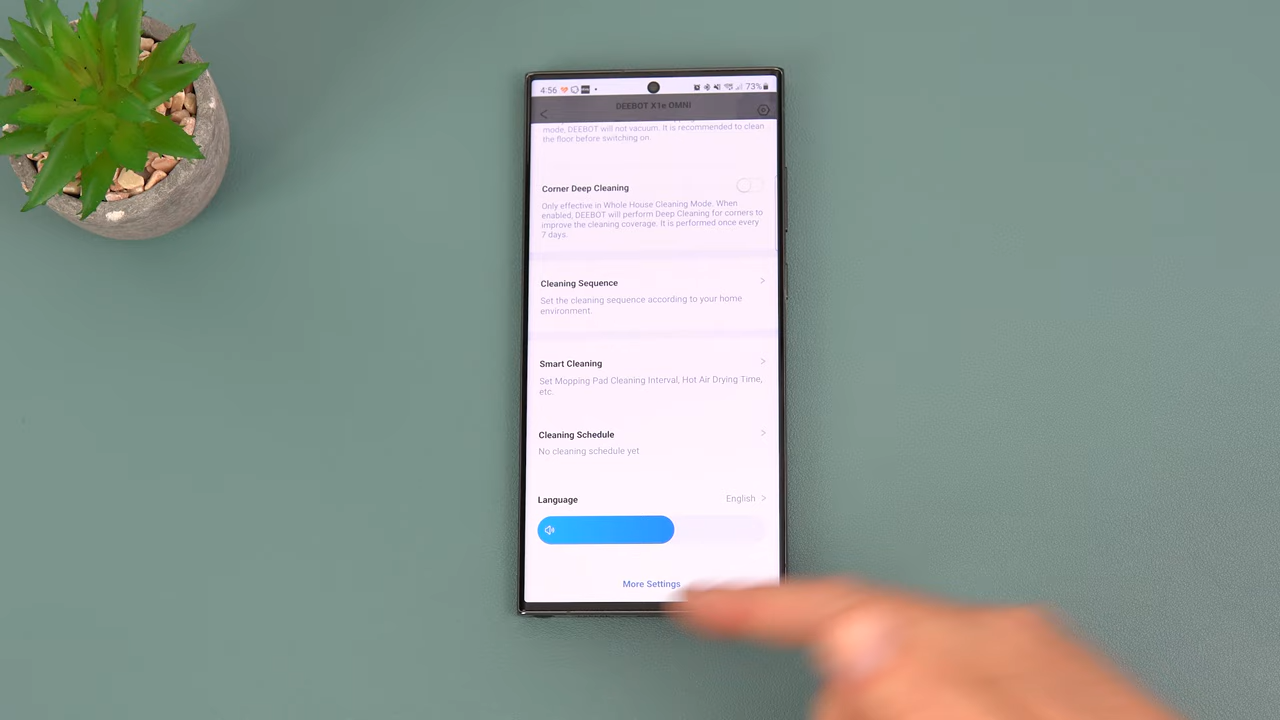 4:56 73%
DEEBOT X1e OMNI
mode. DEEBOT will not vacuum. It is recommended to clean
the floor before switching on.
Corner Deep Cleaning
Only effective in Whole House Cleaning Mode. When
enabled, DEEBOT will perform Deep Cleaning for corners to
improve the cleaning coverage. It is performed once every
7 days.
Cleaning Sequence >
Set the cleaning sequence according to your home
environment.
Smart Cleaning >
Set Mopping Pad Cleaning Interval, Hot Air Drying Time,
etc.
Cleaning Schedule >
No cleaning schedule yet
Language English >
More Settings